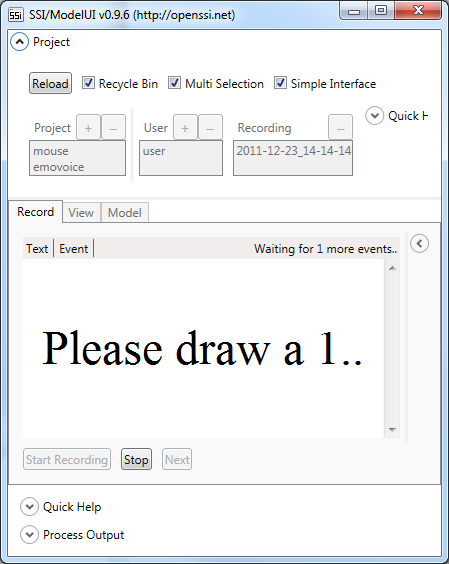 SSI SSI/ModelUI v0.9.6 (http://openssi.net)
Project
Reload Recycle Bin Multi Selection Simple Interface
Quick H
Project + − User + − Recording −
mouse user 2011-12-23_14-14-14
emovoice
Record View Model
Text Event Waiting for 1 more events..
Please draw a 1..
Start Recording Stop Next
Quick Help
Process Output